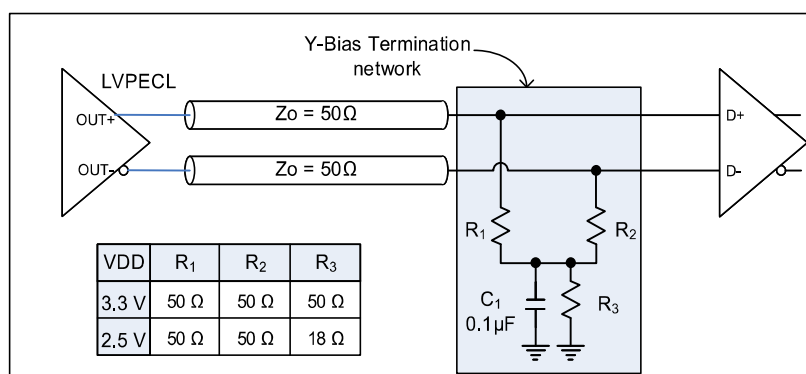 Y-Bias Termination
network
LVPECL
OUT+
Zo = 50Ω
D+
OUT-
Zo = 50Ω
D-
R1
R2
VDD R1 R2 R3
3.3 V 50 Ω 50 Ω 50 Ω
2.5 V 50 Ω 50 Ω 18 Ω
C1
0.1µF
R3